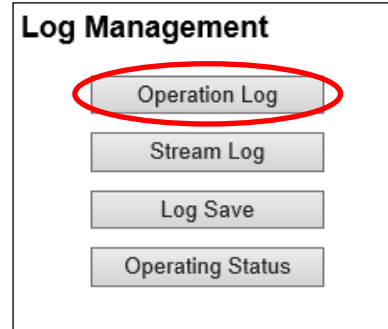 Log Management
Operation Log
Stream Log
Log Save
Operating Status